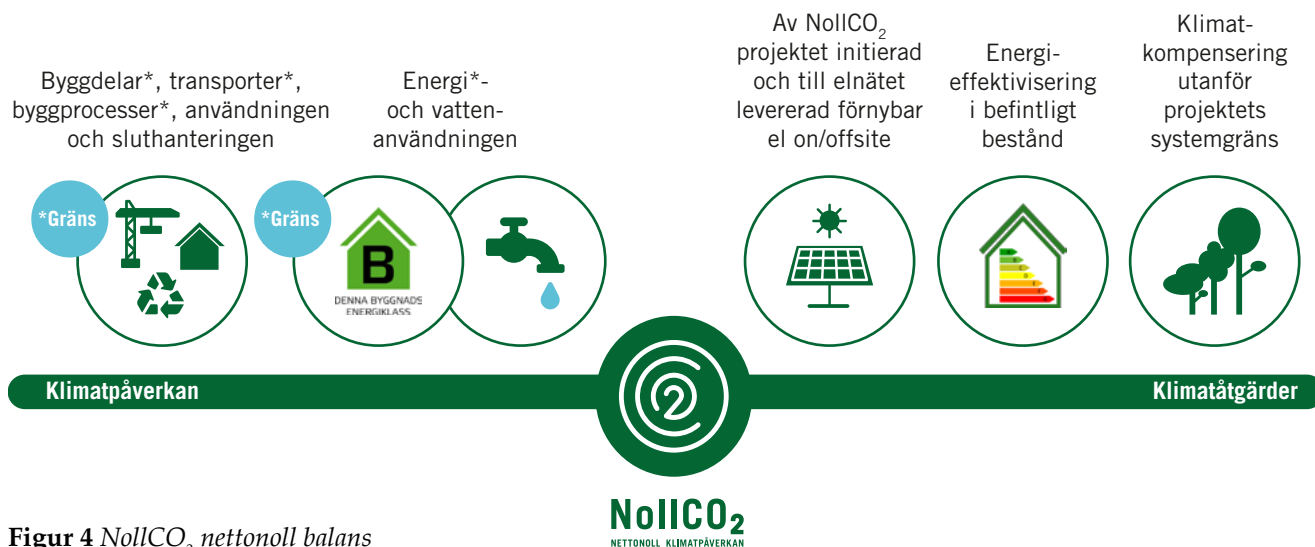 Byggdelar*, transporter*,
byggprocesser*, användningen
och sluthanteringen
Energi*-
och vatten-
användningen
Av NollCO₂
projektet initierad
och till elnätet
levererad förnybar
el on/offsite
Energi-
effektivisering
i befintligt
bestånd
Klimat-
kompensering
utanför
projektets
systemgräns
*Gräns
*Gräns
B
DENNA BYGGNADS
ENERGIKLASS
Klimatpåverkan
2
Klimatåtgärder
NollCO₂
NETTONOLL KLIMATPÅVERKAN
Figur 4 NollCO₂ nettonoll balans